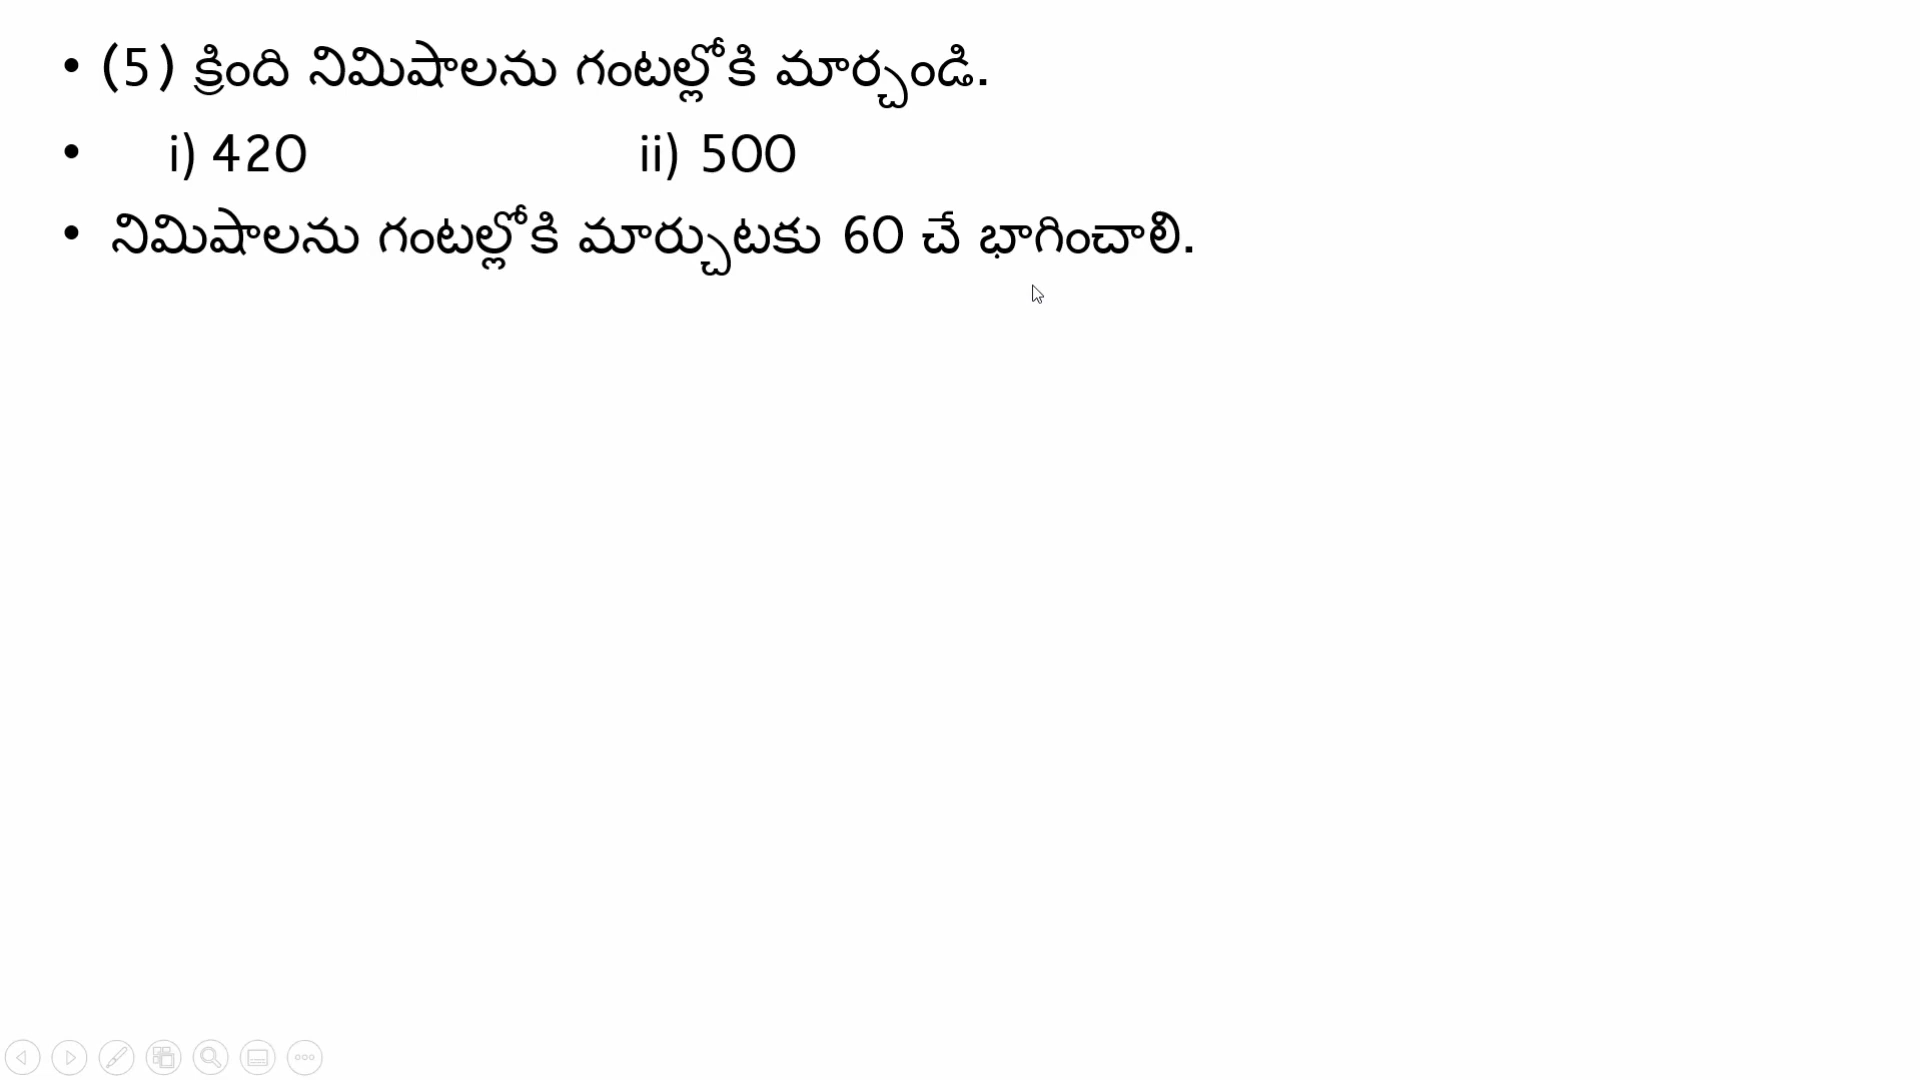 • (5) క్రింది నిమిషాలను గంటల్లోకి మార్చండి.
• i) 420 ii) 500
• నిమిషాలను గంటల్లోకి మార్చుటకు 60 చే భాగించాలి.